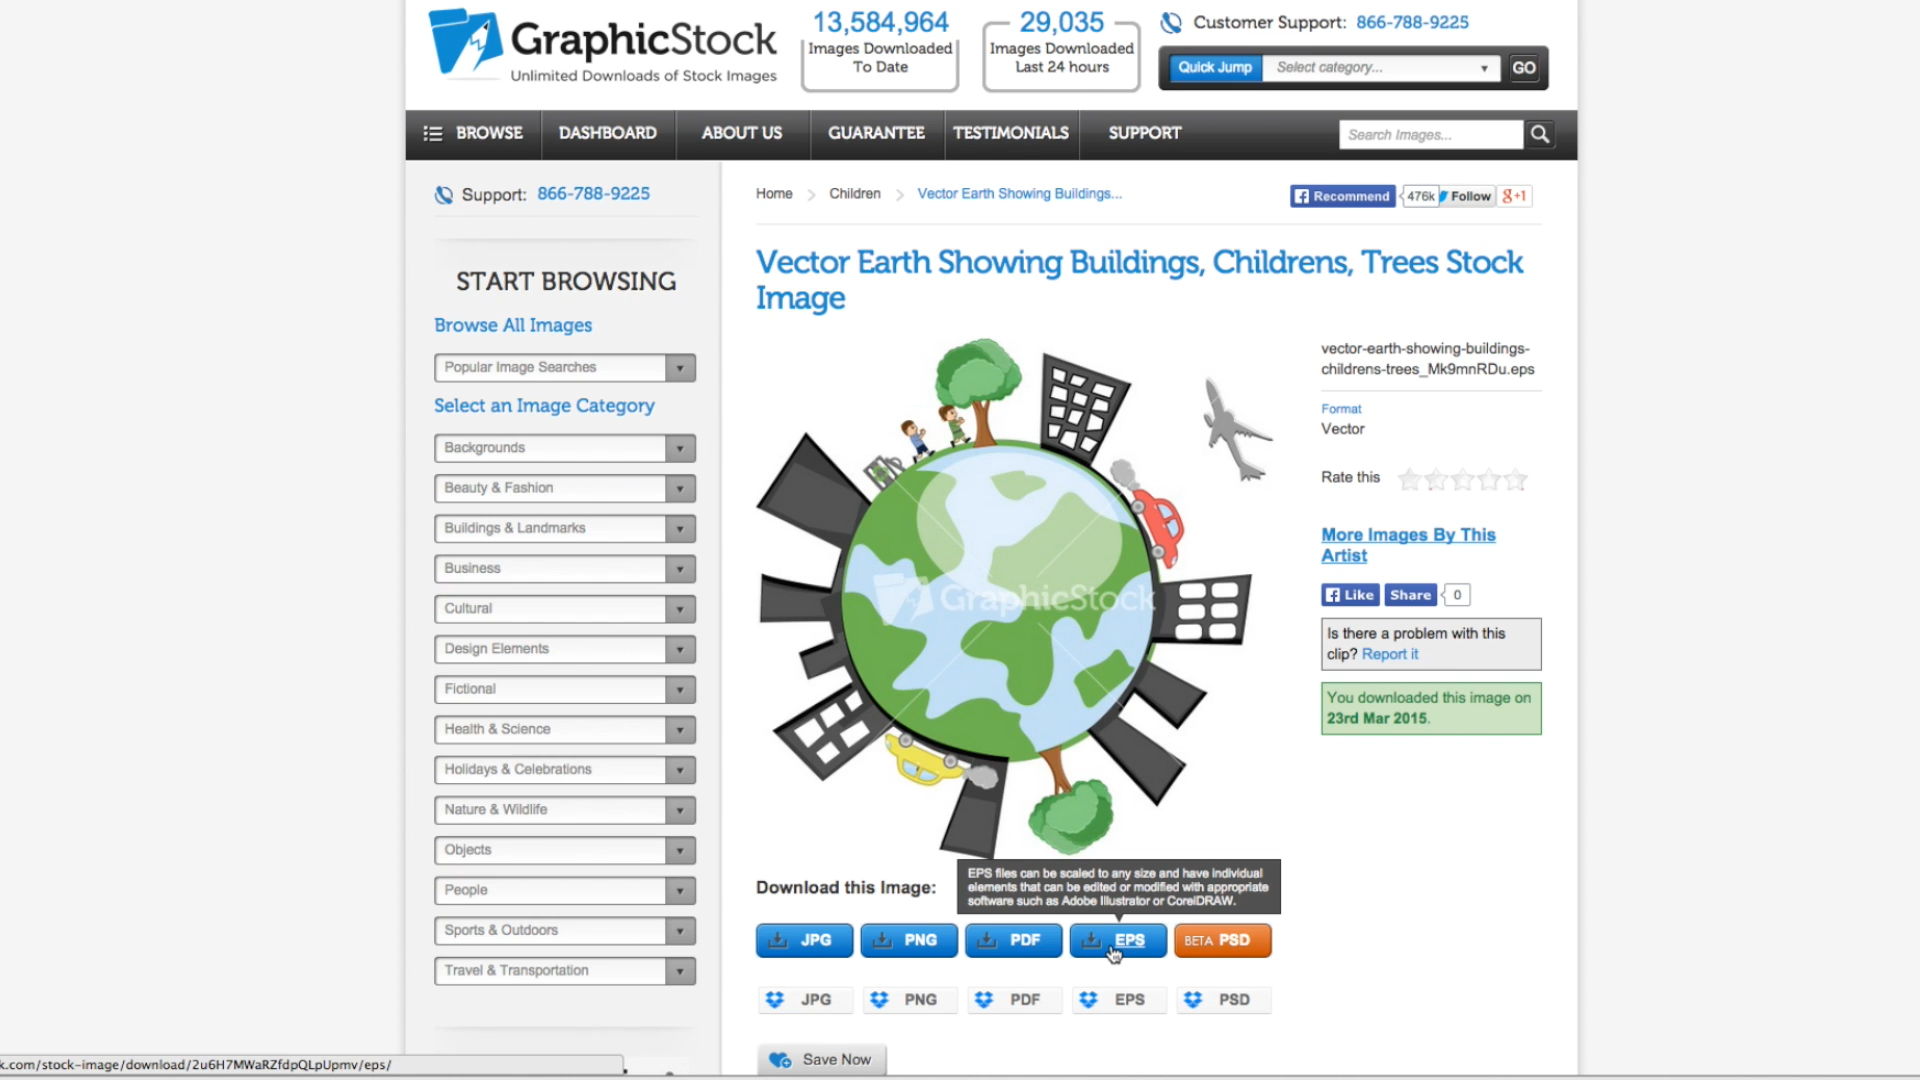 GraphicStock
Unlimited Downloads of Stock Images
13,584,964
Images Downloaded
To Date
29,035
Images Downloaded
Last 24 hours
Customer Support: 866-788-9225
Quick Jump
Select category...
GO
BROWSE
DASHBOARD
ABOUT US
GUARANTEE
TESTIMONIALS
SUPPORT
Search Images...
Support: 866-788-9225
START BROWSING
Browse All Images
Popular Image Searches
Select an Image Category
Backgrounds
Beauty & Fashion
Buildings & Landmarks
Business
Cultural
Design Elements
Fictional
Health & Science
Holidays & Celebrations
Nature & Wildlife
Objects
People
Sports & Outdoors
Travel & Transportation
Home
Children
Vector Earth Showing Buildings...
Recommend
476k
Follow
g+1
Vector Earth Showing Buildings, Childrens, Trees Stock
Image
GraphicStock
vector-earth-showing-buildings-
childrens-trees_Mk9mnRDu.eps
Format
Vector
Rate this
More Images By This
Artist
Like
Share
0
Is there a problem with this
clip? Report it
You downloaded this image on
23rd Mar 2015.
Download this Image:
EPS files can be scaled to any size and have individual
elements that can be edited or modified with appropriate
software such as Adobe Illustrator or CorelDRAW.
JPG
PNG
PDF
EPS
BETA PSD
JPG
PNG
PDF
EPS
PSD
Save Now
k.com/stock-image/download/2u6H7MWaRZfdpQLpUpmv/eps/